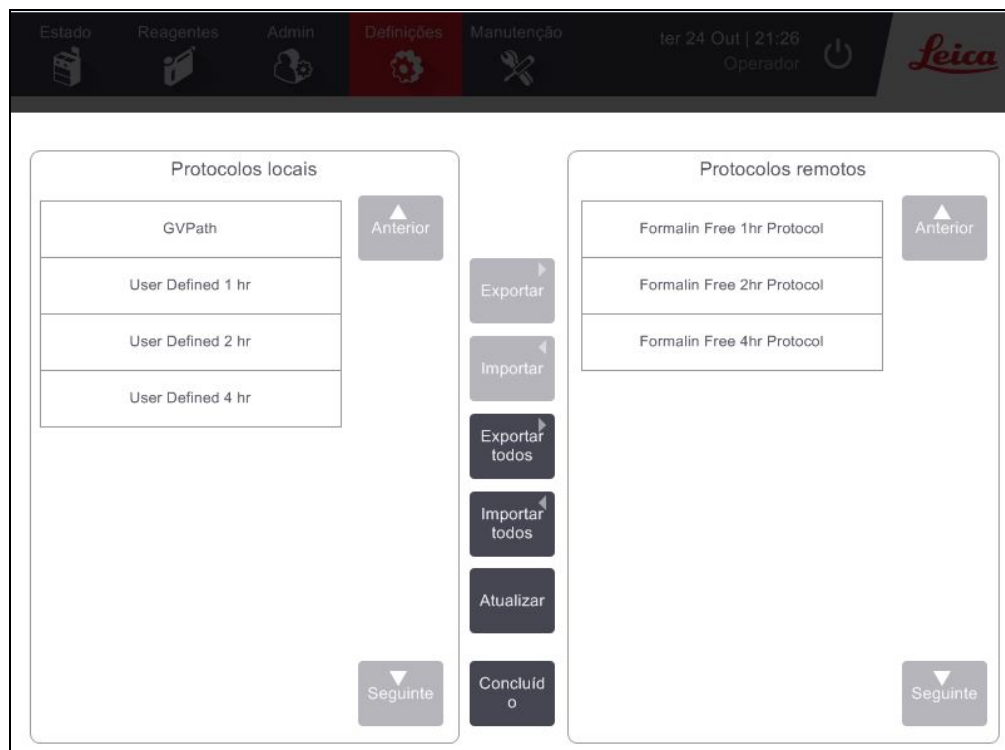 Estado Reagentes Admin Definições Manutenção
ter 24 Out | 21:26
Operador
Leica
Protocolos locais
GVPath
User Defined 1 hr
User Defined 2 hr
User Defined 4 hr
Anterior
Seguinte
Exportar
Importar
Exportar
todos
Importar
todos
Atualizar
Concluíd
o
Protocolos remotos
Formalin Free 1hr Protocol
Formalin Free 2hr Protocol
Formalin Free 4hr Protocol
Anterior
Seguinte